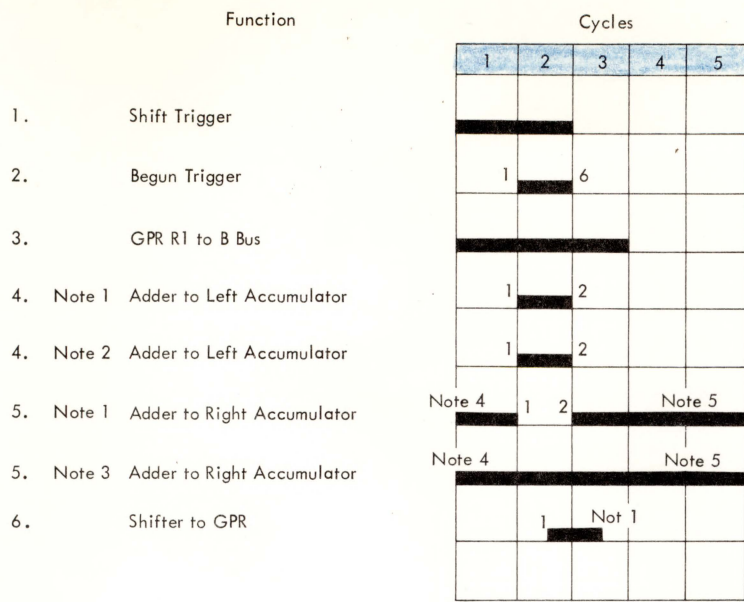 Function Cycles
1 2 3 4 5
1. Shift Trigger
2. Begun Trigger 1 6
3. GPR R1 to B Bus
4. Note 1 Adder to Left Accumulator 1 2
4. Note 2 Adder to Left Accumulator 1 2
5. Note 1 Adder to Right Accumulator Note 4 1 2 Note 5
5. Note 3 Adder to Right Accumulator Note 4 Note 5
6. Shifter to GPR 1 Not 1